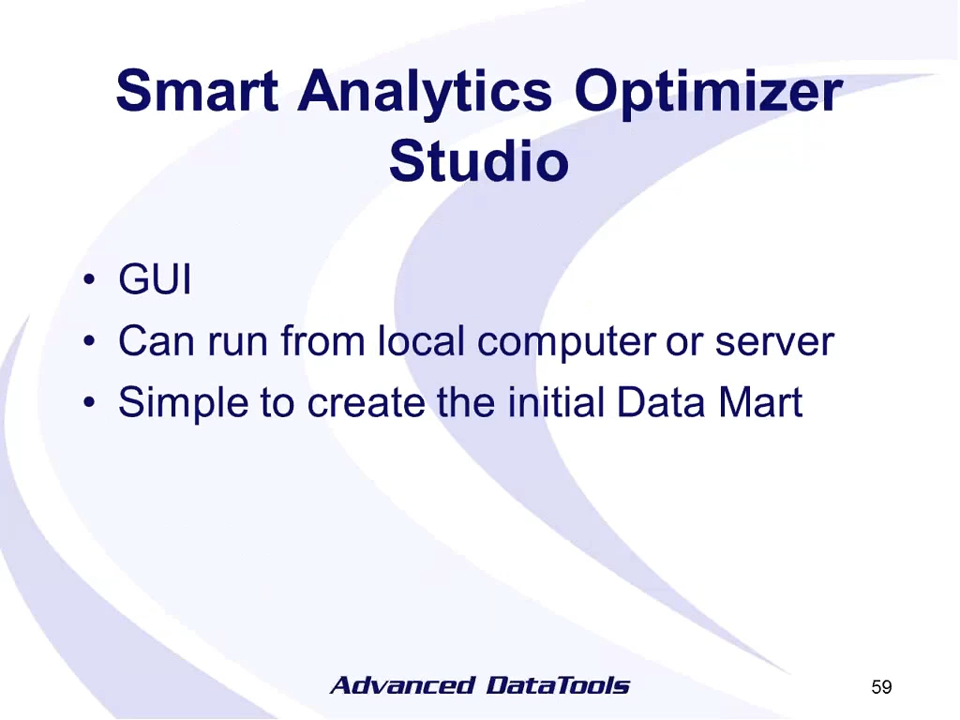 Smart Analytics Optimizer
Studio
• GUI
• Can run from local computer or server
• Simple to create the initial Data Mart
Advanced DataTools
59